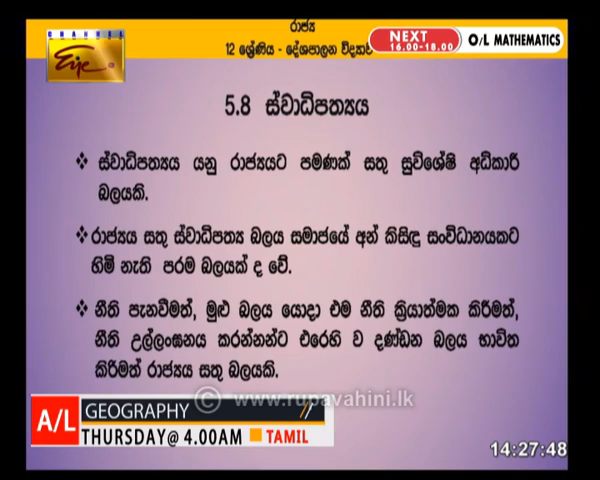 රාජ්‍ය
12 ශ්‍රේණිය - දේශපාලන
NEXT
16.00-18.00
O/L MATHEMATICS
CHANNEL
Eye
5.8 ස්වාධිපත්‍යය
❖ ස්වාධිපත්‍යය යනු රාජ්‍යයට පමණක් සතු සුවිශේෂි අධිකාරී
බලයකි.
❖ රාජ්‍යය සතු ස්වාධිපත්‍ය බලය සමාජයේ අන් කිසිඳු සංවිධානයකට
හිමි නැති පරම බලයක් ද වේ.
❖ නීති පැනවීමත්, මුළු බලය යොදා එම නීති ක්‍රියාත්මක කිරීමත්,
නීති උල්ලංඝනය කරන්නන්ට එරෙහි ව දණ්ඩන බලය භාවිත
කිරීමත් රාජ්‍යය සතු බලයකි.
© www.rupavahini.lk
A/L
GEOGRAPHY
THURSDAY@ 4.00AM
TAMIL
14:27:48